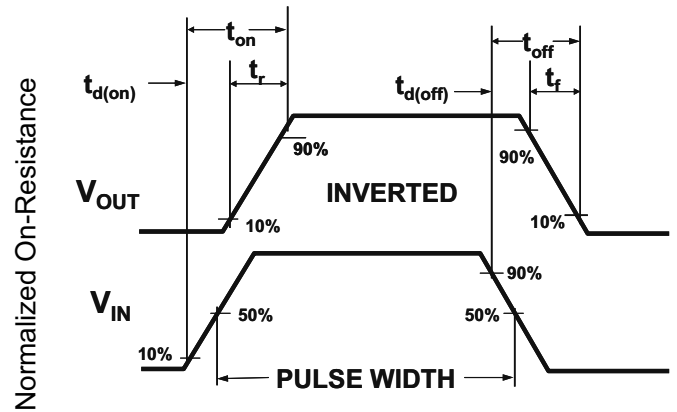 Normalized On-Resistance
t_on
t_off
t_r
t_f
t_d(on)
t_d(off)
90%
90%
V_OUT
INVERTED
10%
10%
90%
V_IN
50%
50%
10%
PULSE WIDTH